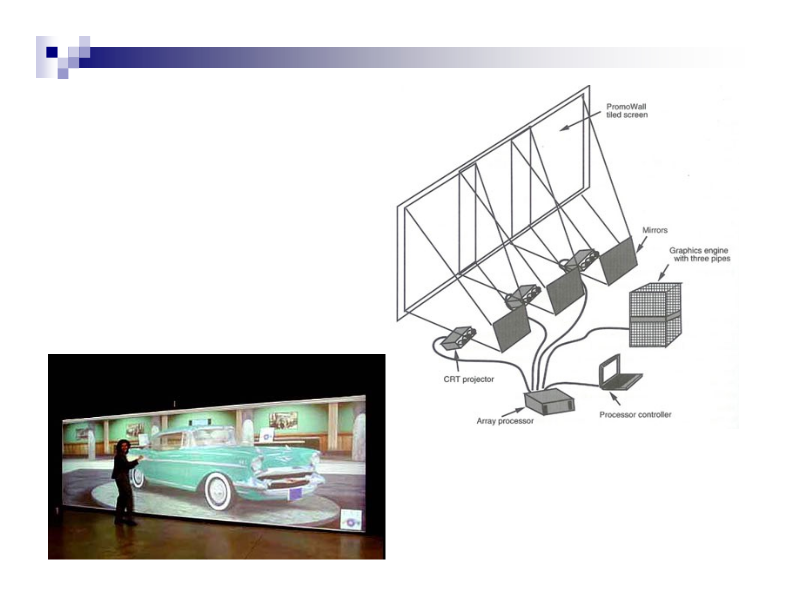 PromoWall
tiled screen
Mirrors
Graphics engine
with three pipes
CRT projector
Array processor
Processor controller